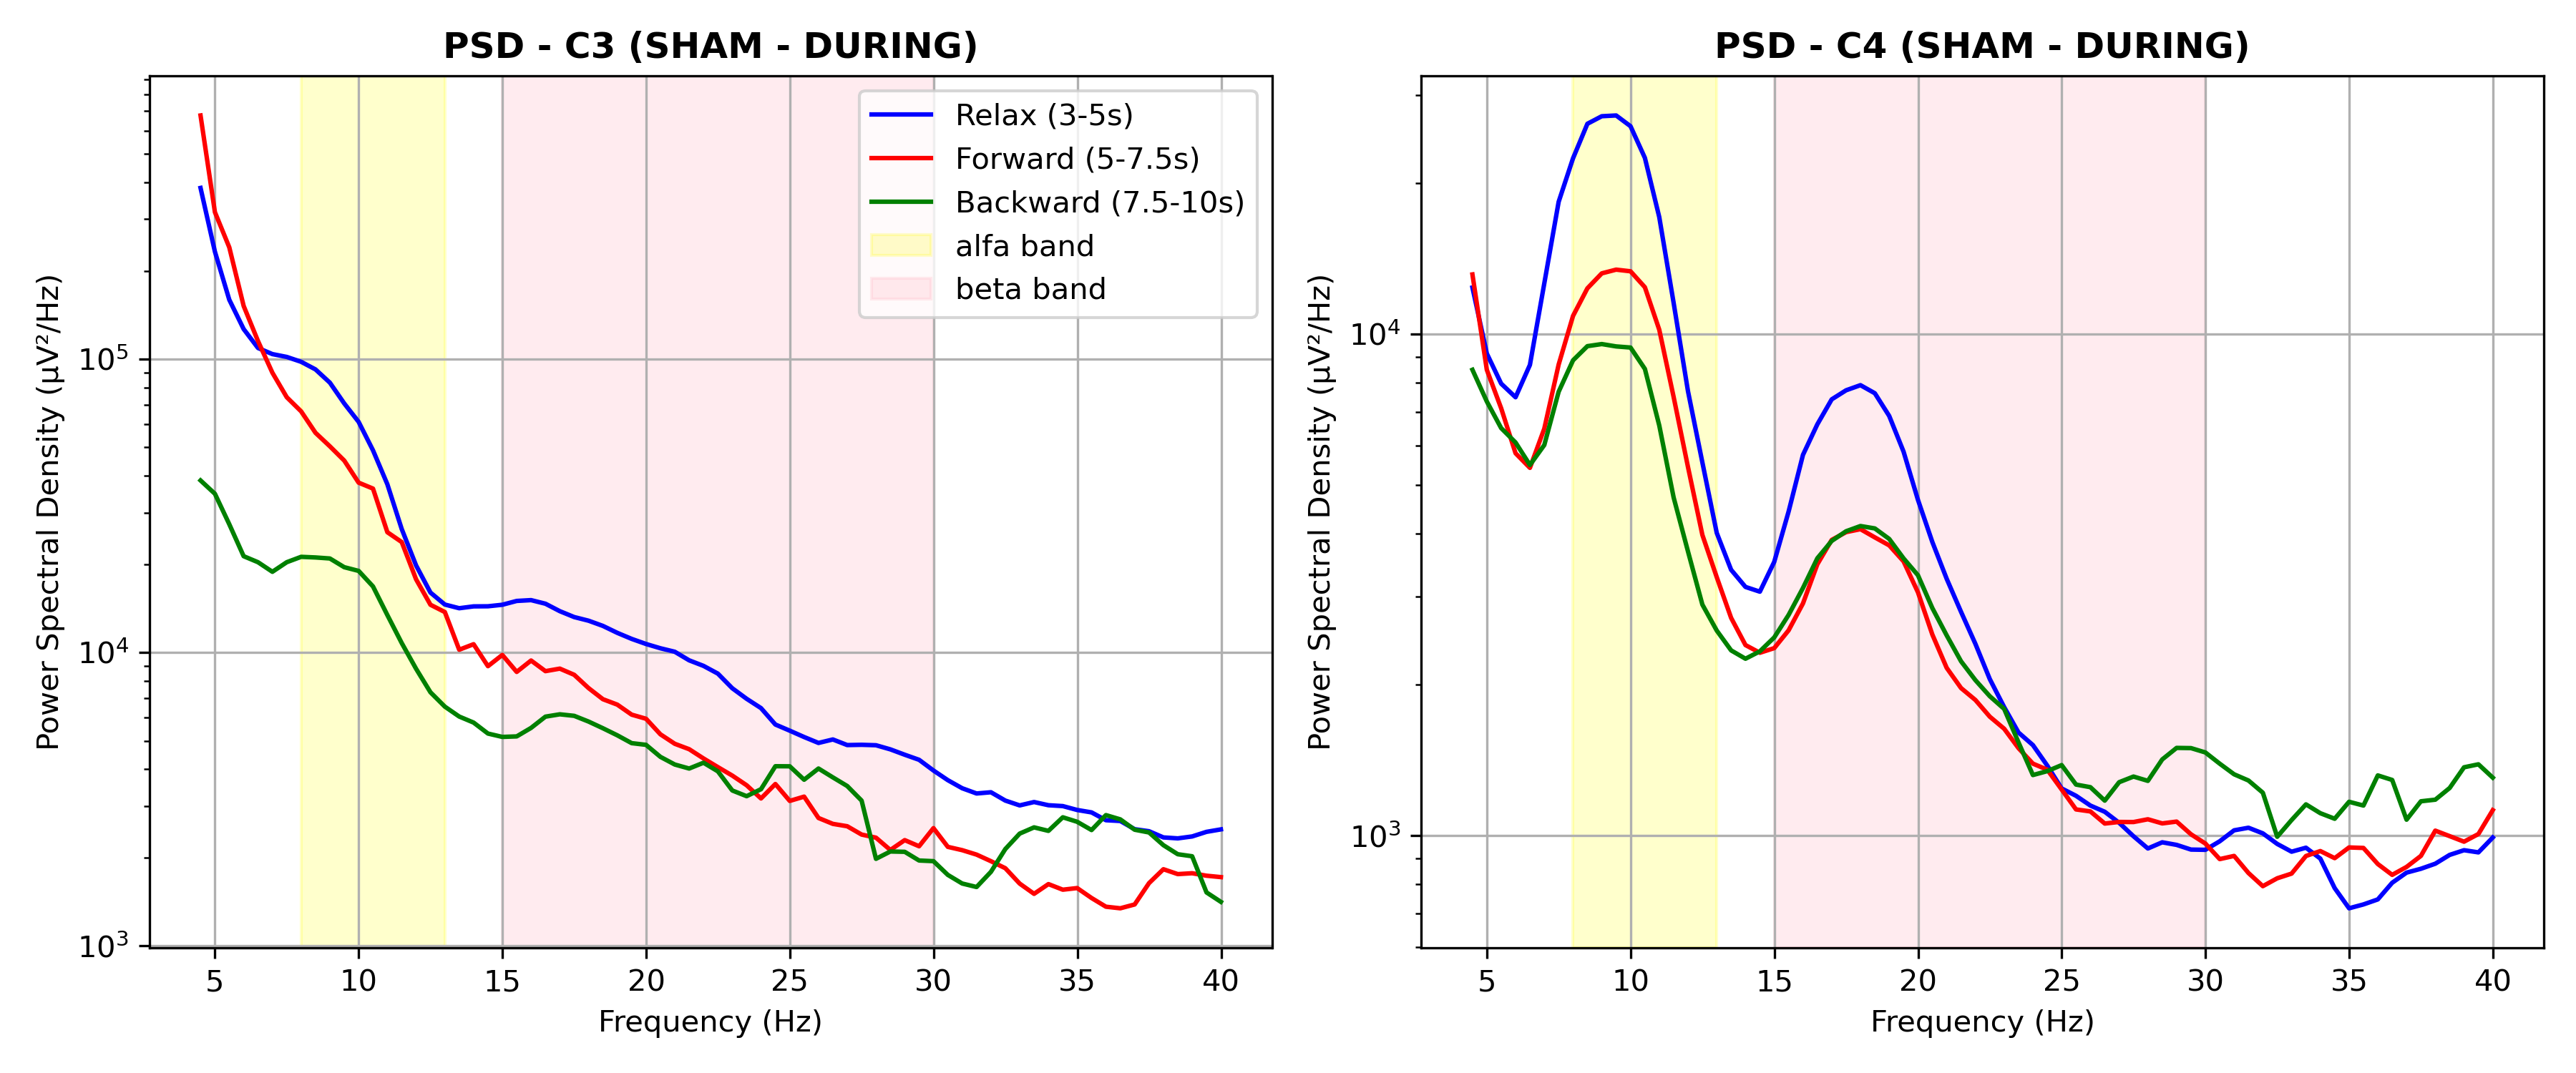 PSD - C3 (SHAM - DURING)
Power Spectral Density (µV²/Hz)
10⁵
10⁴
10³
5 10 15 20 25 30 35 40
Frequency (Hz)
Relax (3-5s)
Forward (5-7.5s)
Backward (7.5-10s)
alfa band
beta band
PSD - C4 (SHAM - DURING)
Power Spectral Density (µV²/Hz)
10⁴
10³
5 10 15 20 25 30 35 40
Frequency (Hz)